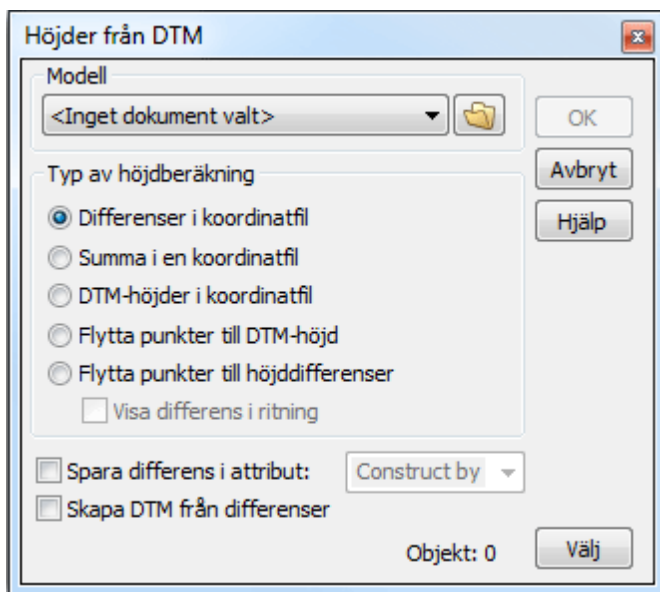 Höjder från DTM
Modell
<Inget dokument valt>
OK
Typ av höjdberäkning
Avbryt
Differenser i koordinatfil
Hjälp
Summa i en koordinatfil
DTM-höjder i koordinatfil
Flytta punkter till DTM-höjd
Flytta punkter till höjddifferenser
Visa differens i ritning
Spara differens i attribut:
Construct by
Skapa DTM från differenser
Objekt: 0
Välj